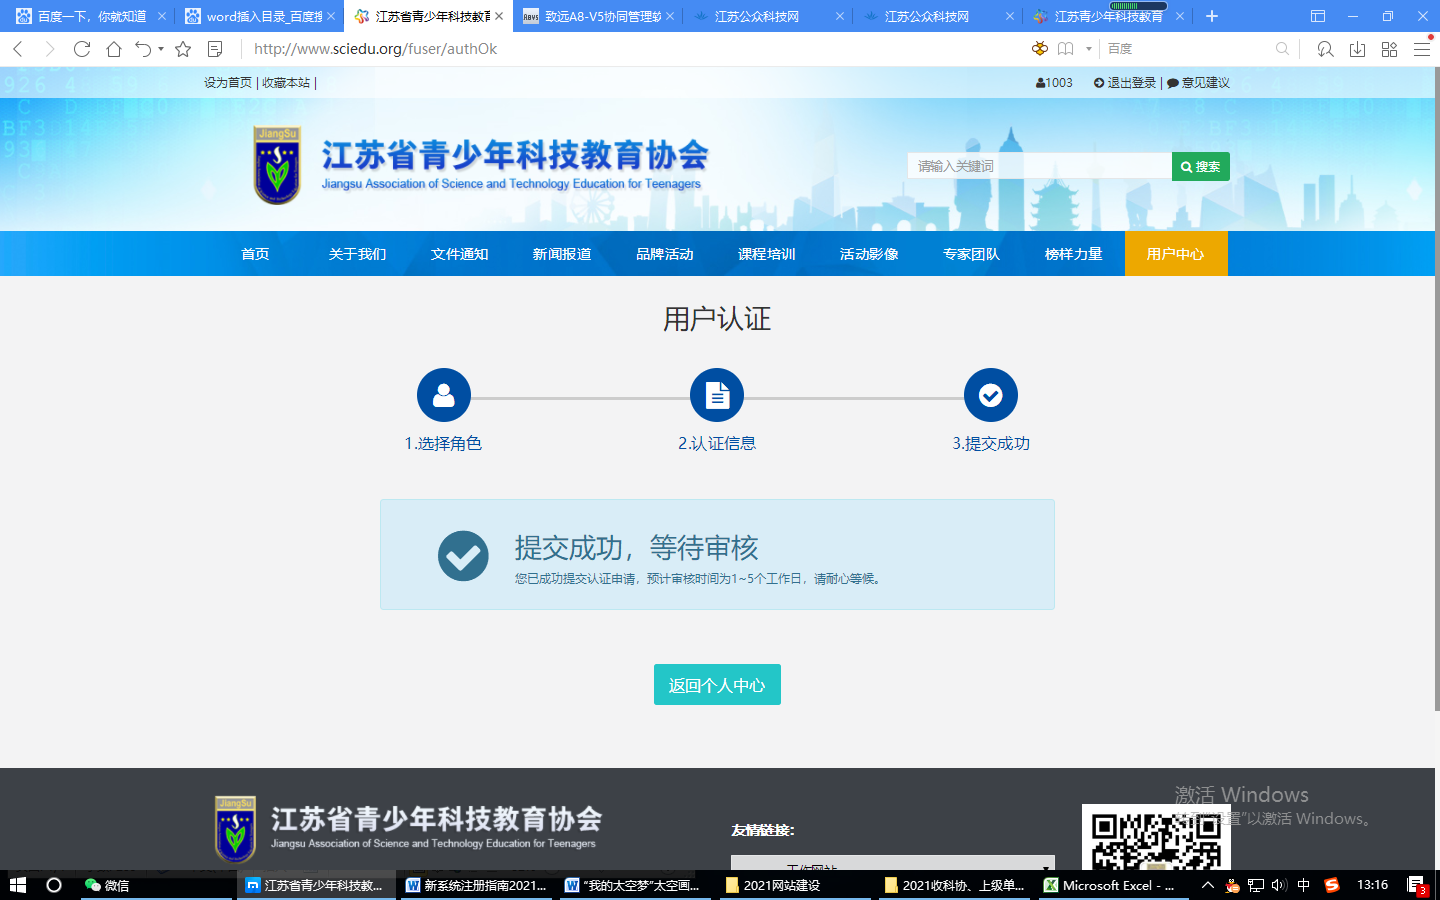 百度一下，你就知道
word插入目录_百度搜
江苏省青少年科技教育
致远A8-V5协同管理软
江苏公众科技网
江苏公众科技网
江苏青少年科技教育
http://www.sciedu.org/fuser/authOk
百度
设为首页 | 收藏本站 |
1003
退出登录 | 意见建议
JiangSu
江苏省青少年科技教育协会
Jiangsu Association of Science and Technology Education for Teenagers
请输入关键词
搜索
首页
关于我们
文件通知
新闻报道
品牌活动
课程培训
活动影像
专家团队
榜样力量
用户中心
用户认证
1.选择角色
2.认证信息
3.提交成功
提交成功，等待审核
您已成功提交认证申请，预计审核时间为1~5个工作日，请耐心等候。
返回个人中心
JiangSu
江苏省青少年科技教育协会
Jiangsu Association of Science and Technology Education for Teenagers
友情链接：
工作网站
激活 Windows
置"以激活 Windows。
微信
江苏省青少年科技教...
新系统注册指南2021...
"我的太空梦"太空画...
2021网站建设
2021收科协、上级单...
Microsoft Excel - ...
中
13:16
3